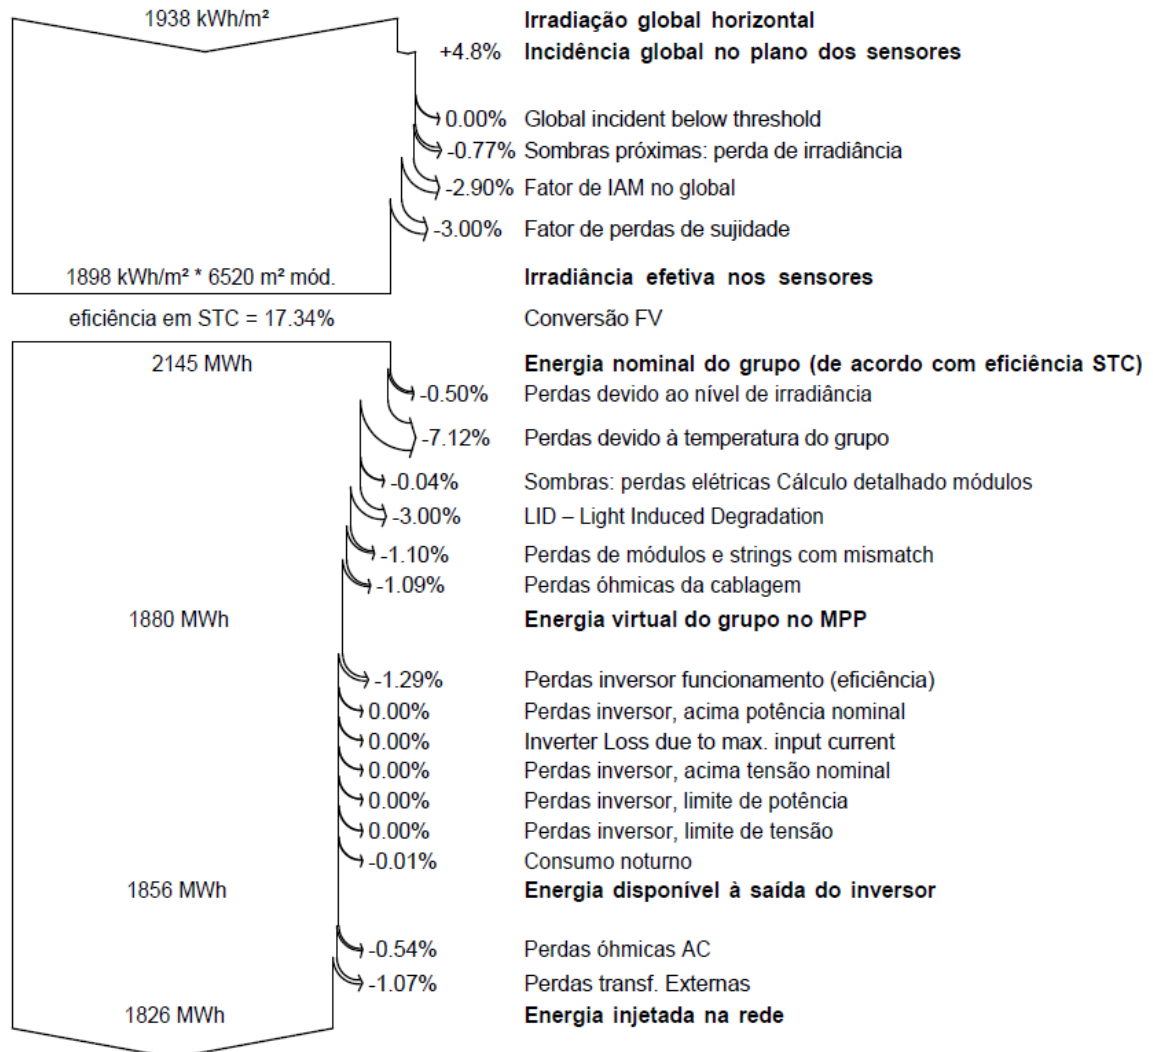 1938 kWh/m² Irradiação global horizontal
+4.8% Incidência global no plano dos sensores
0.00% Global incident below threshold
-0.77% Sombras próximas: perda de irradiância
-2.90% Fator de IAM no global
-3.00% Fator de perdas de sujidade
1898 kWh/m² * 6520 m² mód. Irradiância efetiva nos sensores
eficiência em STC = 17.34% Conversão FV
2145 MWh Energia nominal do grupo (de acordo com eficiência STC)
-0.50% Perdas devido ao nível de irradiância
-7.12% Perdas devido à temperatura do grupo
-0.04% Sombras: perdas elétricas Cálculo detalhado módulos
-3.00% LID – Light Induced Degradation
-1.10% Perdas de módulos e strings com mismatch
-1.09% Perdas óhmicas da cablagem
1880 MWh Energia virtual do grupo no MPP
-1.29% Perdas inversor funcionamento (eficiência)
0.00% Perdas inversor, acima potência nominal
0.00% Inverter Loss due to max. input current
0.00% Perdas inversor, acima tensão nominal
0.00% Perdas inversor, limite de potência
0.00% Perdas inversor, limite de tensão
-0.01% Consumo noturno
1856 MWh Energia disponível à saída do inversor
-0.54% Perdas óhmicas AC
-1.07% Perdas transf. Externas
1826 MWh Energia injetada na rede